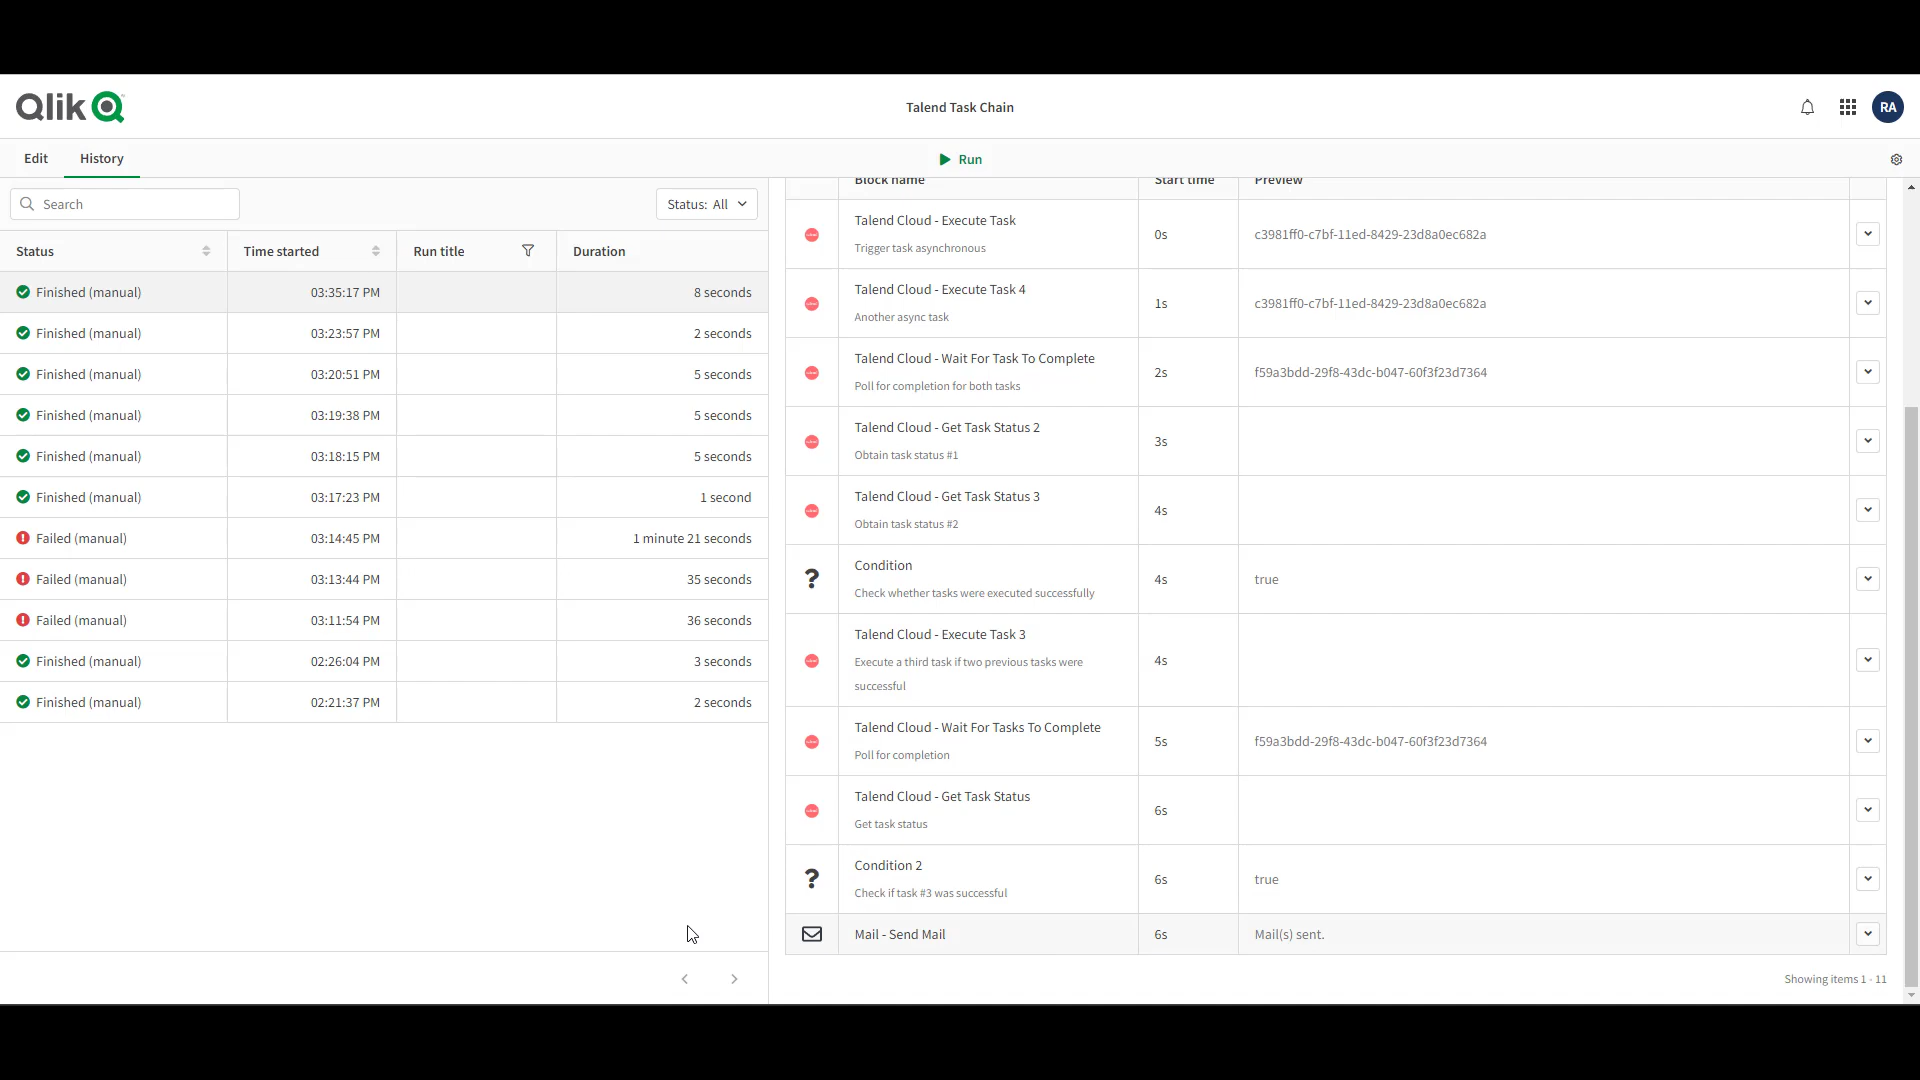 Qlik
Talend Task Chain
RA
Edit
History
Run
Search
Status: All
Status
Time started
Run title
Duration
Finished (manual)
03:35:17 PM
8 seconds
Finished (manual)
03:23:57 PM
2 seconds
Finished (manual)
03:20:51 PM
5 seconds
Finished (manual)
03:19:38 PM
5 seconds
Finished (manual)
03:18:15 PM
5 seconds
Finished (manual)
03:17:23 PM
1 second
Failed (manual)
03:14:45 PM
1 minute 21 seconds
Failed (manual)
03:13:44 PM
35 seconds
Failed (manual)
03:11:54 PM
36 seconds
Finished (manual)
02:26:04 PM
3 seconds
Finished (manual)
02:21:37 PM
2 seconds
Block name
Start time
Preview
Talend Cloud - Execute Task
Trigger task asynchronous
0s
c3981ff0-c7bf-11ed-8429-23d8a0ec682a
Talend Cloud - Execute Task 4
Another async task
1s
c3981ff0-c7bf-11ed-8429-23d8a0ec682a
Talend Cloud - Wait For Task To Complete
Poll for completion for both tasks
2s
f59a3bdd-29f8-43dc-b047-60f3f23d7364
Talend Cloud - Get Task Status 2
Obtain task status #1
3s
Talend Cloud - Get Task Status 3
Obtain task status #2
4s
Condition
Check whether tasks were executed successfully
4s
true
Talend Cloud - Execute Task 3
Execute a third task if two previous tasks were
successful
4s
Talend Cloud - Wait For Tasks To Complete
Poll for completion
5s
f59a3bdd-29f8-43dc-b047-60f3f23d7364
Talend Cloud - Get Task Status
Get task status
6s
Condition 2
Check if task #3 was successful
6s
true
Mail - Send Mail
6s
Mail(s) sent.
Showing items 1 - 11